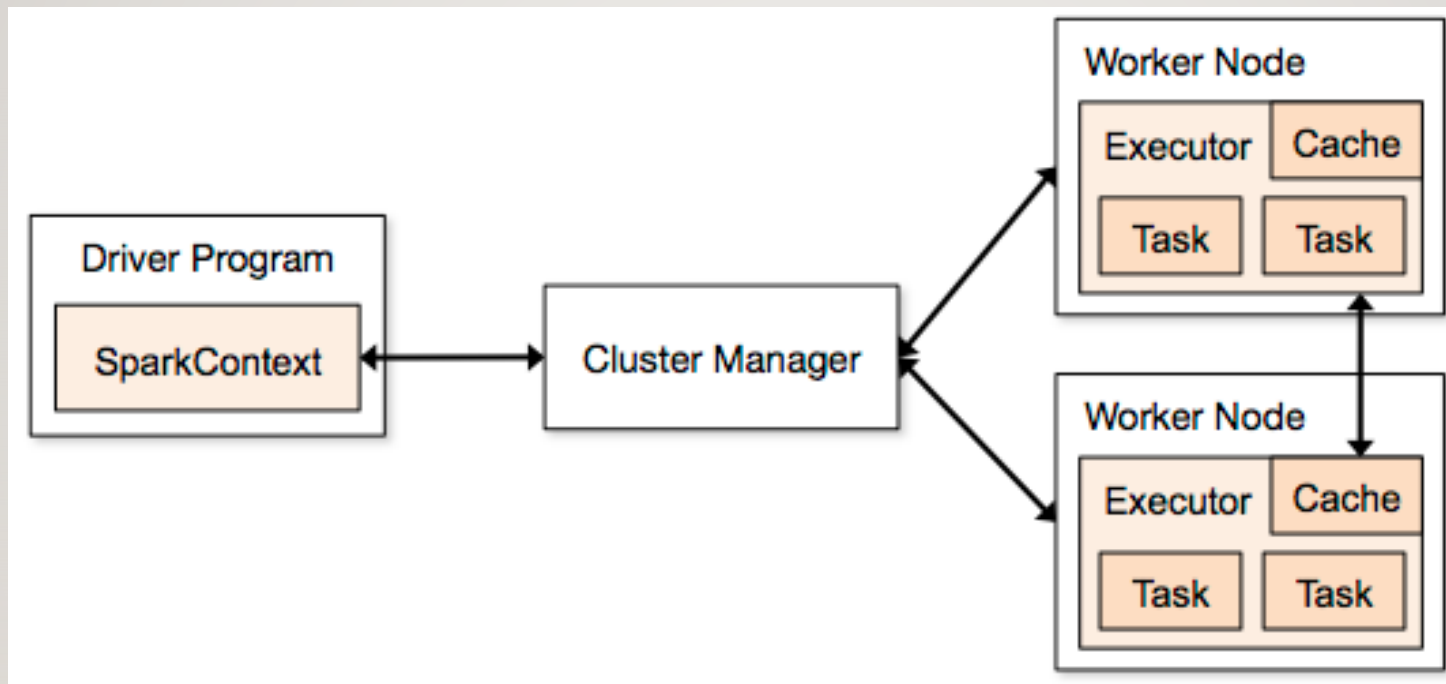 Driver Program
SparkContext
Cluster Manager
Worker Node
Executor
Cache
Task
Task
Worker Node
Executor
Cache
Task
Task